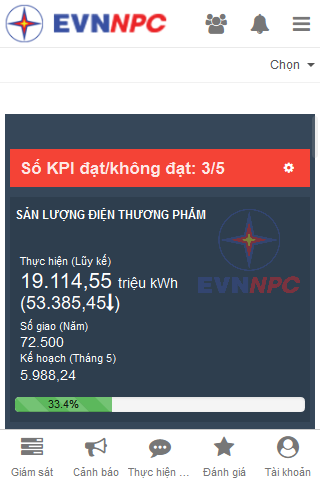 EVNNPC
Chọn
Số KPI đạt/không đạt: 3/5
SẢN LƯỢNG ĐIỆN THƯƠNG PHẨM
EVNNPC
Thực hiện (Lũy kế)
19.114,55 triệu kWh
(53.385,45⬇)
Số giao (Năm)
72.500
Kế hoạch (Tháng 5)
5.988,24
33.4%
Giám sát Cảnh báo Thực hiện ... Đánh giá Tài khoản